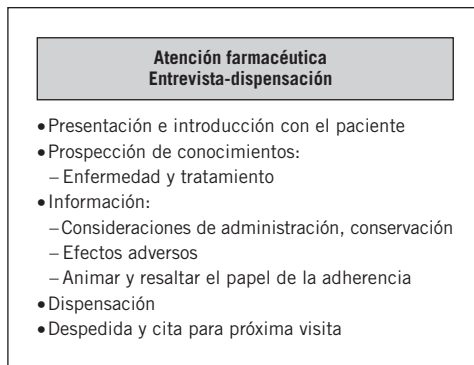 Atención farmacéutica
Entrevista-dispensación
•Presentación e introducción con el paciente
•Prospección de conocimientos:
–Enfermedad y tratamiento
•Información:
–Consideraciones de administración, conservación
–Efectos adversos
–Animar y resaltar el papel de la adherencia
•Dispensación
•Despedida y cita para próxima visita